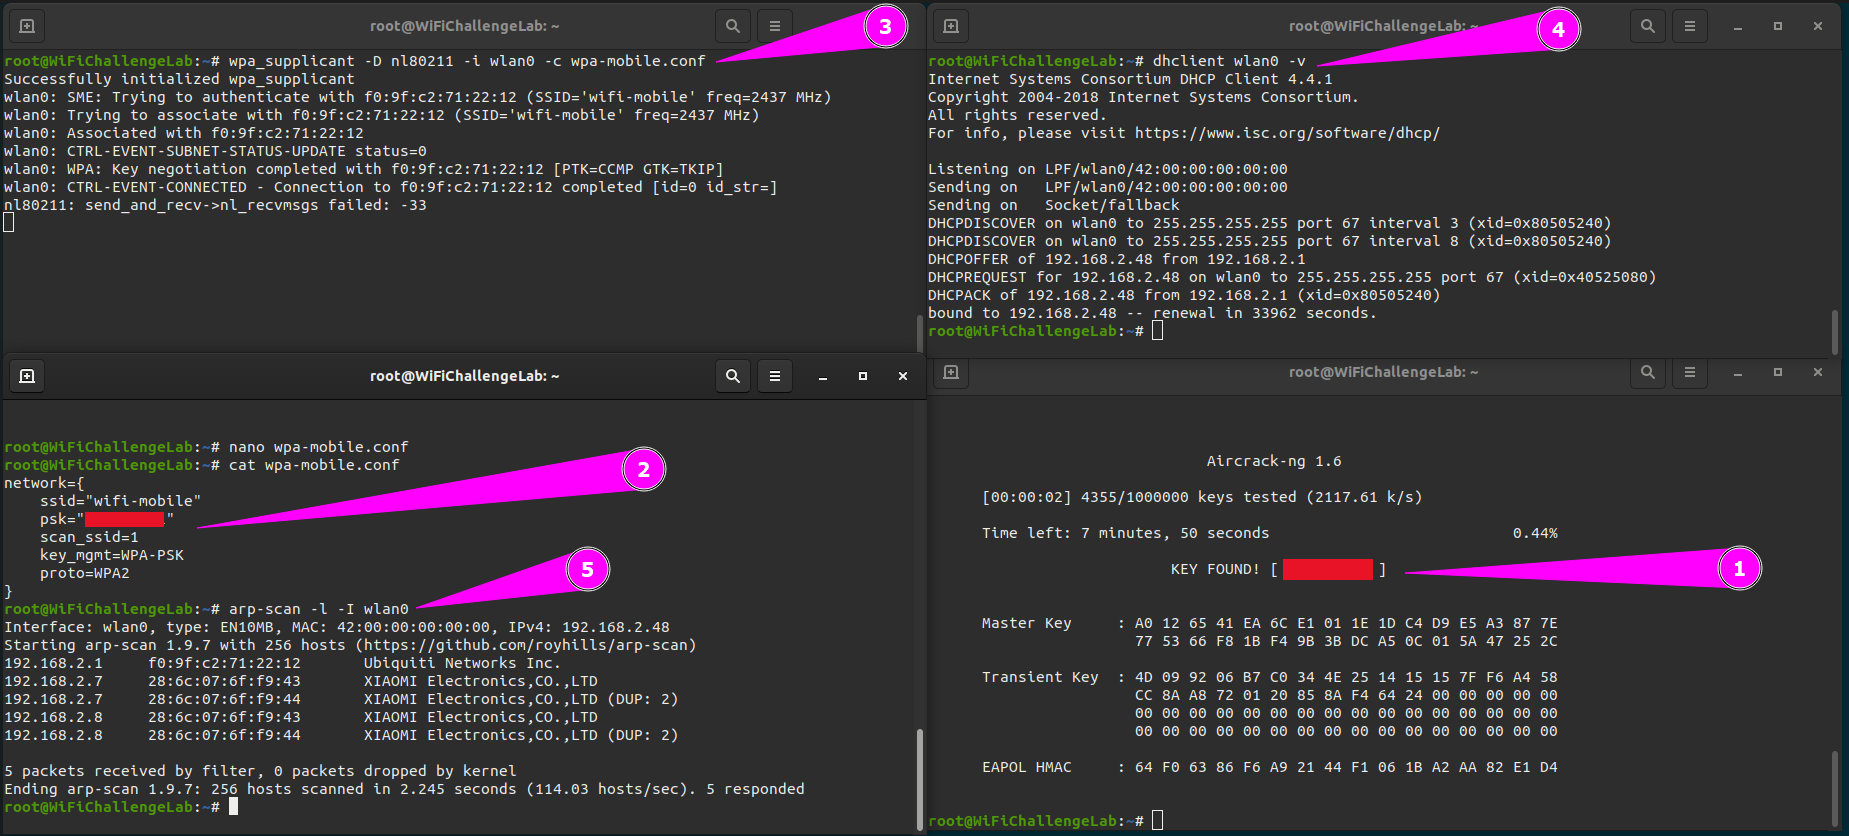 root@WiFiChallengeLab: ~
3
root@WiFiChallengeLab:~# wpa_supplicant -D nl80211 -i wlan0 -c wpa-mobile.conf
Successfully initialized wpa_supplicant
wlan0: SME: Trying to authenticate with f0:9f:c2:71:22:12 (SSID='wifi-mobile' freq=2437 MHz)
wlan0: Trying to associate with f0:9f:c2:71:22:12 (SSID='wifi-mobile' freq=2437 MHz)
wlan0: Associated with f0:9f:c2:71:22:12
wlan0: CTRL-EVENT-SUBNET-STATUS-UPDATE status=0
wlan0: WPA: Key negotiation completed with f0:9f:c2:71:22:12 [PTK=CCMP GTK=TKIP]
wlan0: CTRL-EVENT-CONNECTED - Connection to f0:9f:c2:71:22:12 completed [id=0 id_str=]
nl80211: send_and_recv->nl_recvmsgs failed: -33
root@WiFiChallengeLab: ~
4
root@WiFiChallengeLab:~# dhclient wlan0 -v
Internet Systems Consortium DHCP Client 4.4.1
Copyright 2004-2018 Internet Systems Consortium.
All rights reserved.
For info, please visit https://www.isc.org/software/dhcp/
Listening on LPF/wlan0/42:00:00:00:00:00
Sending on   LPF/wlan0/42:00:00:00:00:00
Sending on   Socket/fallback
DHCPDISCOVER on wlan0 to 255.255.255.255 port 67 interval 3 (xid=0x80505240)
DHCPDISCOVER on wlan0 to 255.255.255.255 port 67 interval 8 (xid=0x80505240)
DHCPOFFER of 192.168.2.48 from 192.168.2.1
DHCPREQUEST for 192.168.2.48 on wlan0 to 255.255.255.255 port 67 (xid=0x40525080)
DHCPACK of 192.168.2.48 from 192.168.2.1 (xid=0x80505240)
bound to 192.168.2.48 -- renewal in 33962 seconds.
root@WiFiChallengeLab:~#
root@WiFiChallengeLab: ~
root@WiFiChallengeLab:~# nano wpa-mobile.conf
root@WiFiChallengeLab:~# cat wpa-mobile.conf
2
network={
    ssid="wifi-mobile"
    psk=" "
    scan_ssid=1
    key_mgmt=WPA-PSK
    proto=WPA2
}
5
root@WiFiChallengeLab:~# arp-scan -l -I wlan0
Interface: wlan0, type: EN10MB, MAC: 42:00:00:00:00:00, IPv4: 192.168.2.48
Starting arp-scan 1.9.7 with 256 hosts (https://github.com/royhills/arp-scan)
192.168.2.1     f0:9f:c2:71:22:12       Ubiquiti Networks Inc.
192.168.2.7     28:6c:07:6f:f9:43       XIAOMI Electronics,CO.,LTD
192.168.2.7     28:6c:07:6f:f9:44       XIAOMI Electronics,CO.,LTD (DUP: 2)
192.168.2.8     28:6c:07:6f:f9:43       XIAOMI Electronics,CO.,LTD
192.168.2.8     28:6c:07:6f:f9:44       XIAOMI Electronics,CO.,LTD (DUP: 2)
5 packets received by filter, 0 packets dropped by kernel
Ending arp-scan 1.9.7: 256 hosts scanned in 2.245 seconds (114.03 hosts/sec). 5 responded
root@WiFiChallengeLab:~#
root@WiFiChallengeLab: ~
Aircrack-ng 1.6
[00:00:02] 4355/1000000 keys tested (2117.61 k/s)
Time left: 7 minutes, 50 seconds                           0.44%
KEY FOUND! [ ]
1
Master Key     : A0 12 65 41 EA 6C E1 01 1E 1D C4 D9 E5 A3 87 7E
77 53 66 F8 1B F4 9B 3B DC A5 0C 01 5A 47 25 2C
Transient Key  : 4D 09 92 06 B7 C0 34 4E 25 14 15 15 7F F6 A4 58
CC 8A A8 72 01 20 85 8A F4 64 24 00 00 00 00 00
00 00 00 00 00 00 00 00 00 00 00 00 00 00 00 00
00 00 00 00 00 00 00 00 00 00 00 00 00 00 00 00
EAPOL HMAC     : 64 F0 63 86 F6 A9 21 44 F1 06 1B A2 AA 82 E1 D4
root@WiFiChallengeLab:~#